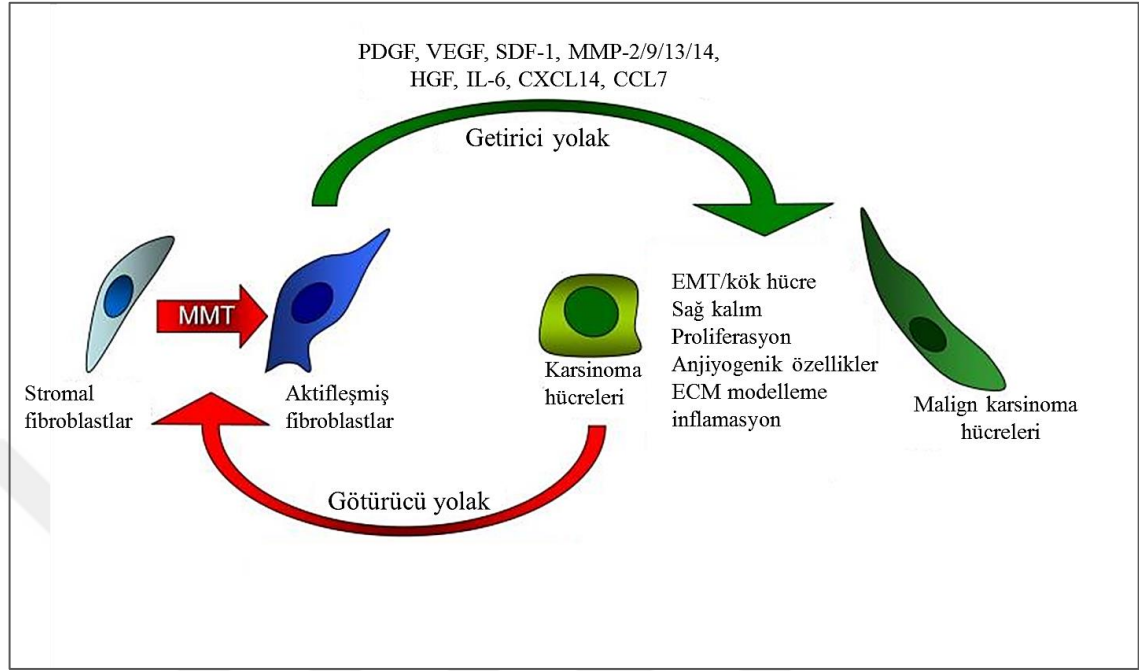 PDGF, VEGF, SDF-1, MMP-2/9/13/14,
HGF, IL-6, CXCL14, CCL7
Getirici yolak
MMT
Stromal
fibroblastlar
Aktifleşmiş
fibroblastlar
Karsinoma
hücreleri
EMT/kök hücre
Sağ kalım
Proliferasyon
Anjiyogenik özellikler
ECM modelleme
inflamasyon
Malign karsinoma
hücreleri
Götürücü yolak